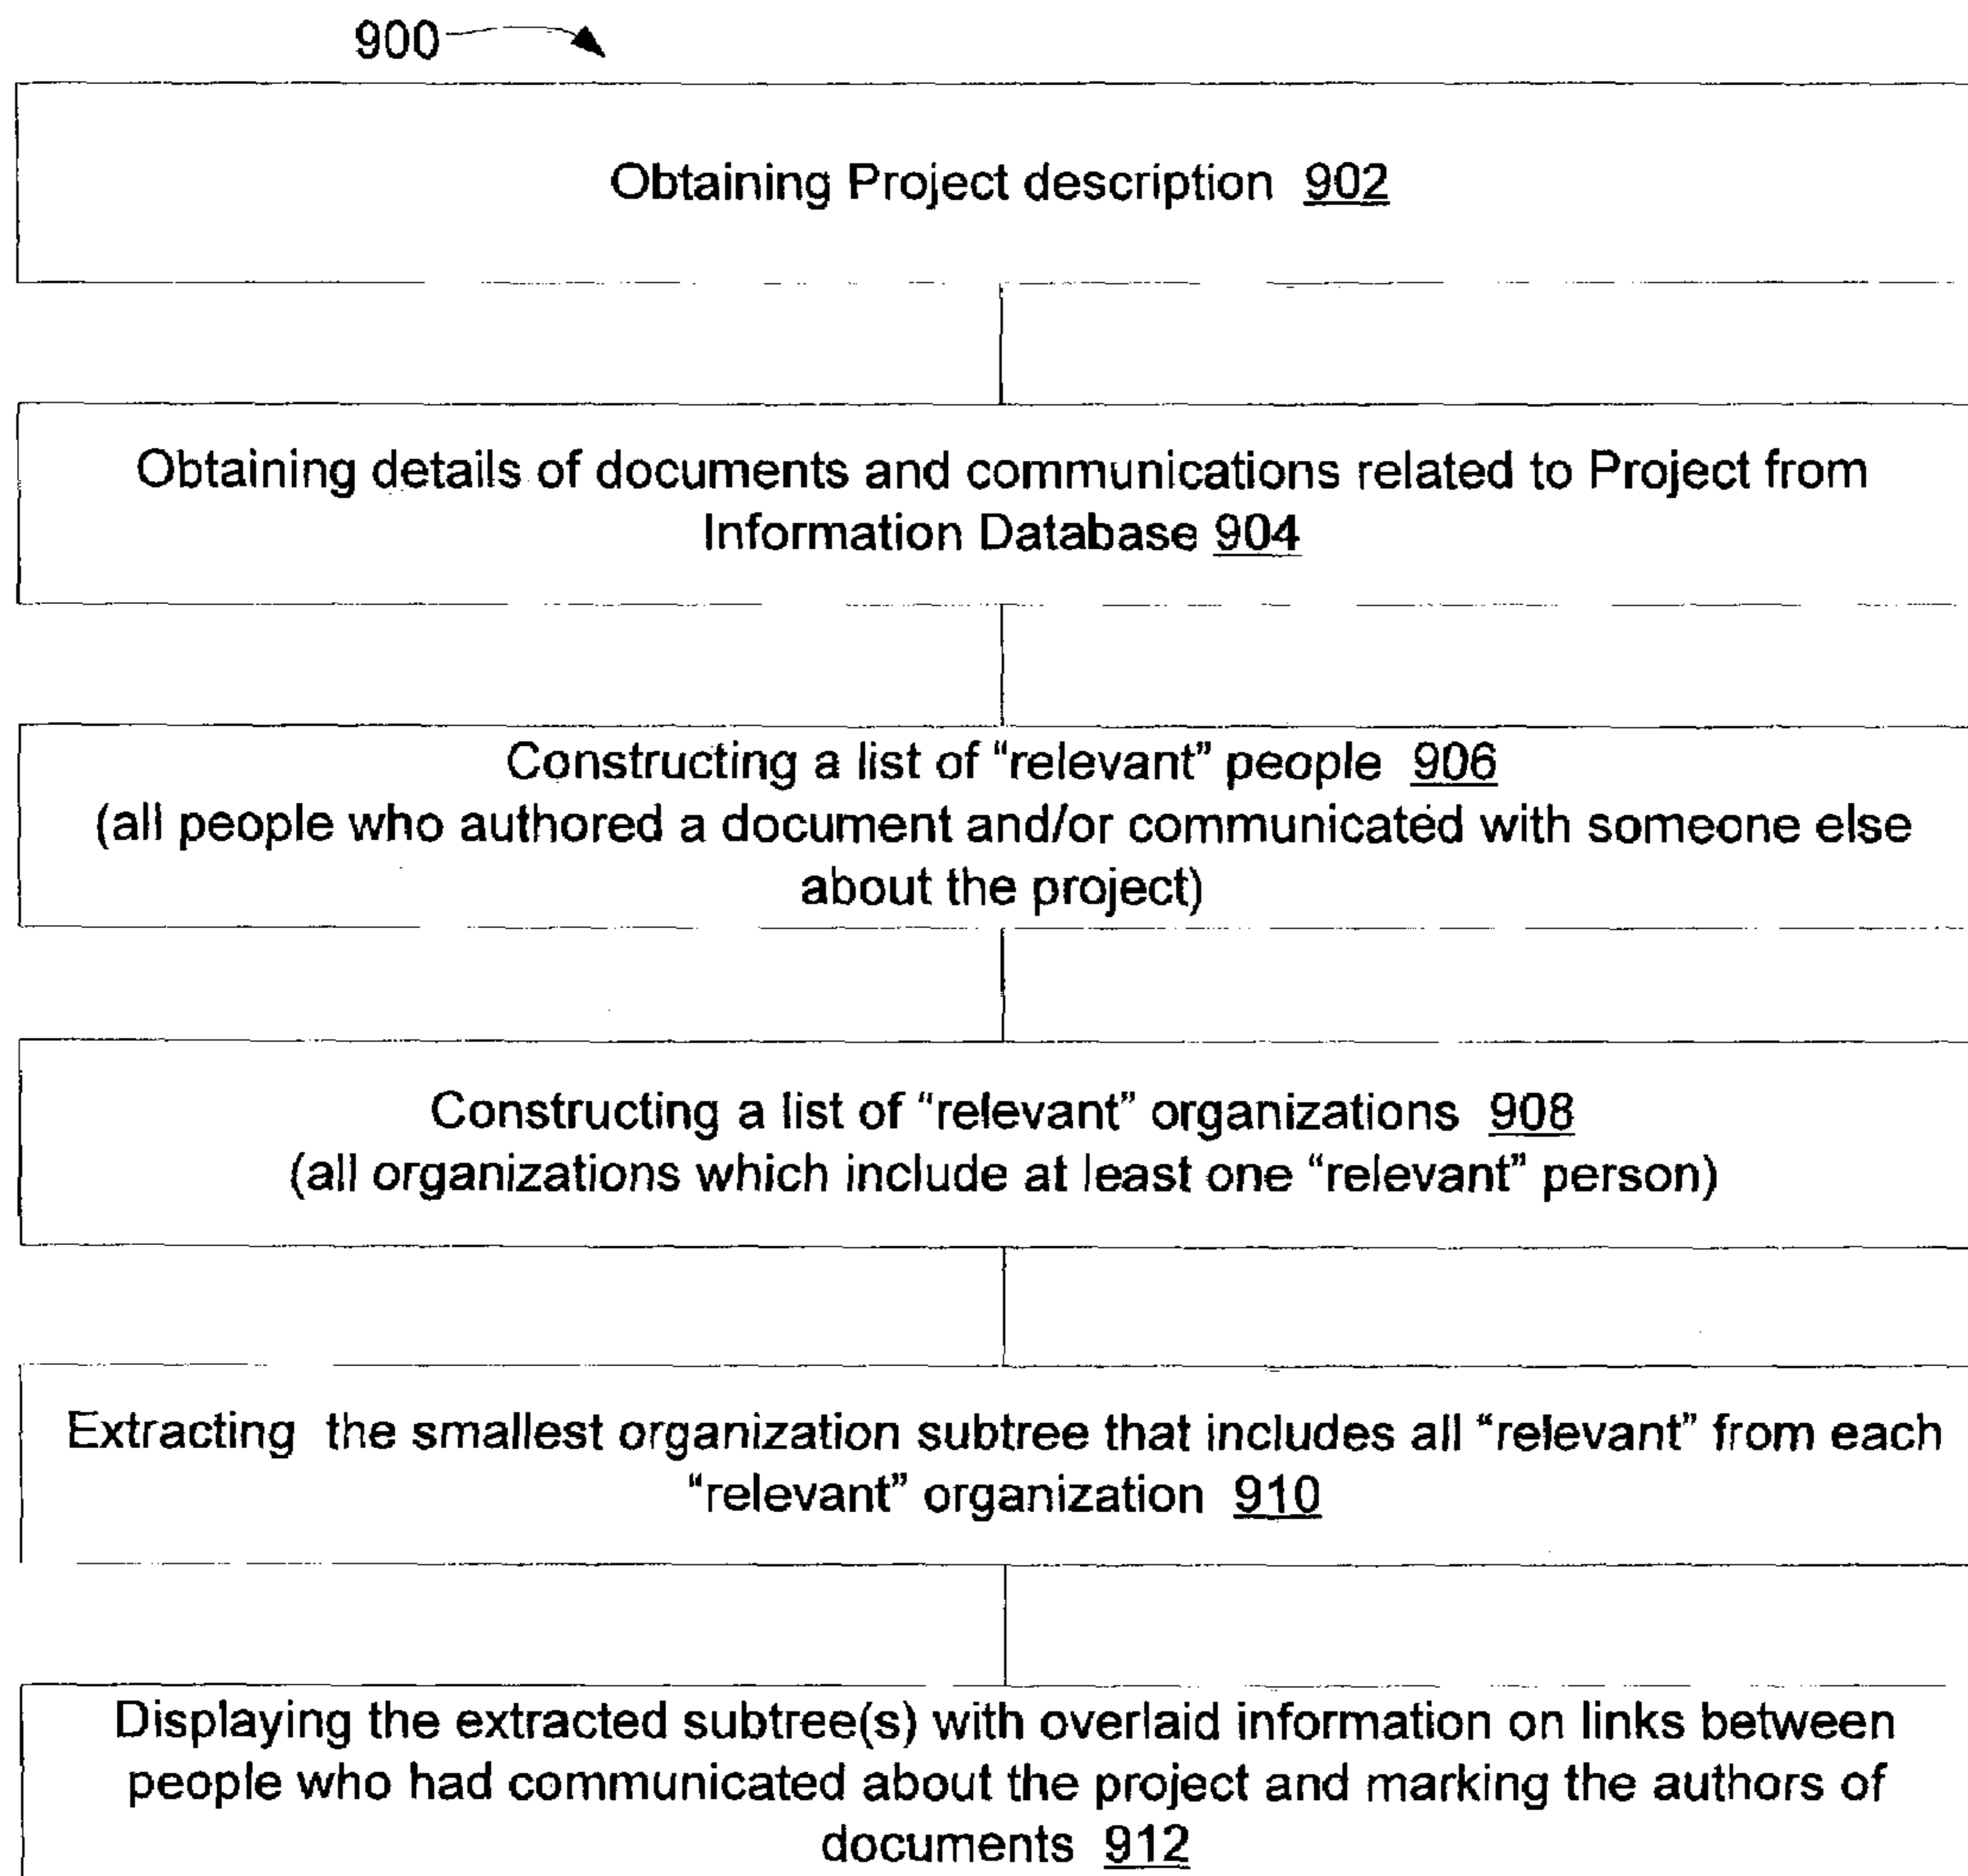 900
Obtaining Project description 902
Obtaining details of documents and communications related to Project from
Information Database 904
Constructing a list of “relevant” people 906
(all people who authored a document and/or communicated with someone else
about the project)
Constructing a list of “relevant” organizations 908
(all organizations which include at least one “relevant” person)
Extracting the smallest organization subtree that includes all “relevant” from each
“relevant” organization 910
Displaying the extracted subtree(s) with overlaid information on links between
people who had communicated about the project and marking the authors of
documents 912